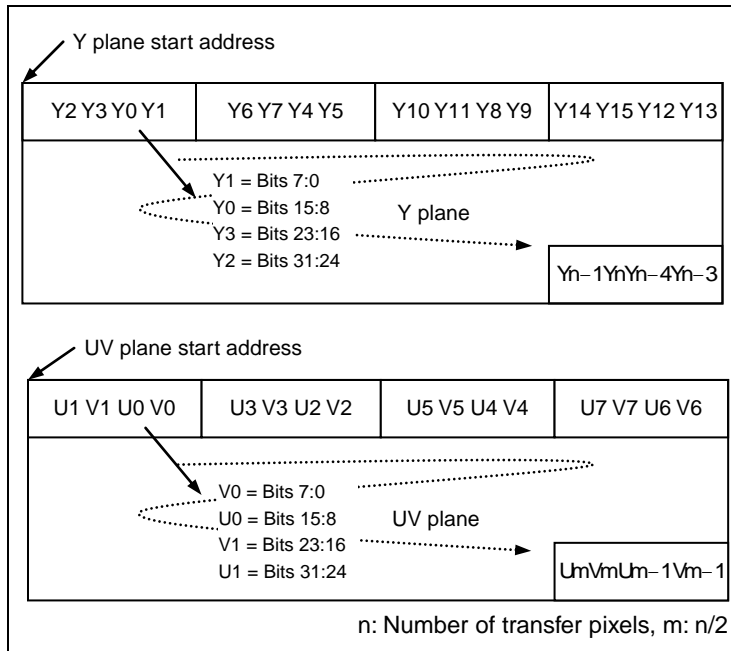 Y plane start address
Y2 Y3 Y0 Y1
Y6 Y7 Y4 Y5
Y10 Y11 Y8 Y9
Y14 Y15 Y12 Y13
Y1 = Bits 7:0
Y0 = Bits 15:8
Y3 = Bits 23:16
Y2 = Bits 31:24
Y plane
Yn−1YnYn−4Yn−3
UV plane start address
U1 V1 U0 V0
U3 V3 U2 V2
U5 V5 U4 V4
U7 V7 U6 V6
V0 = Bits 7:0
U0 = Bits 15:8
V1 = Bits 23:16
U1 = Bits 31:24
UV plane
UmVmUm−1Vm−1
n: Number of transfer pixels, m: n/2